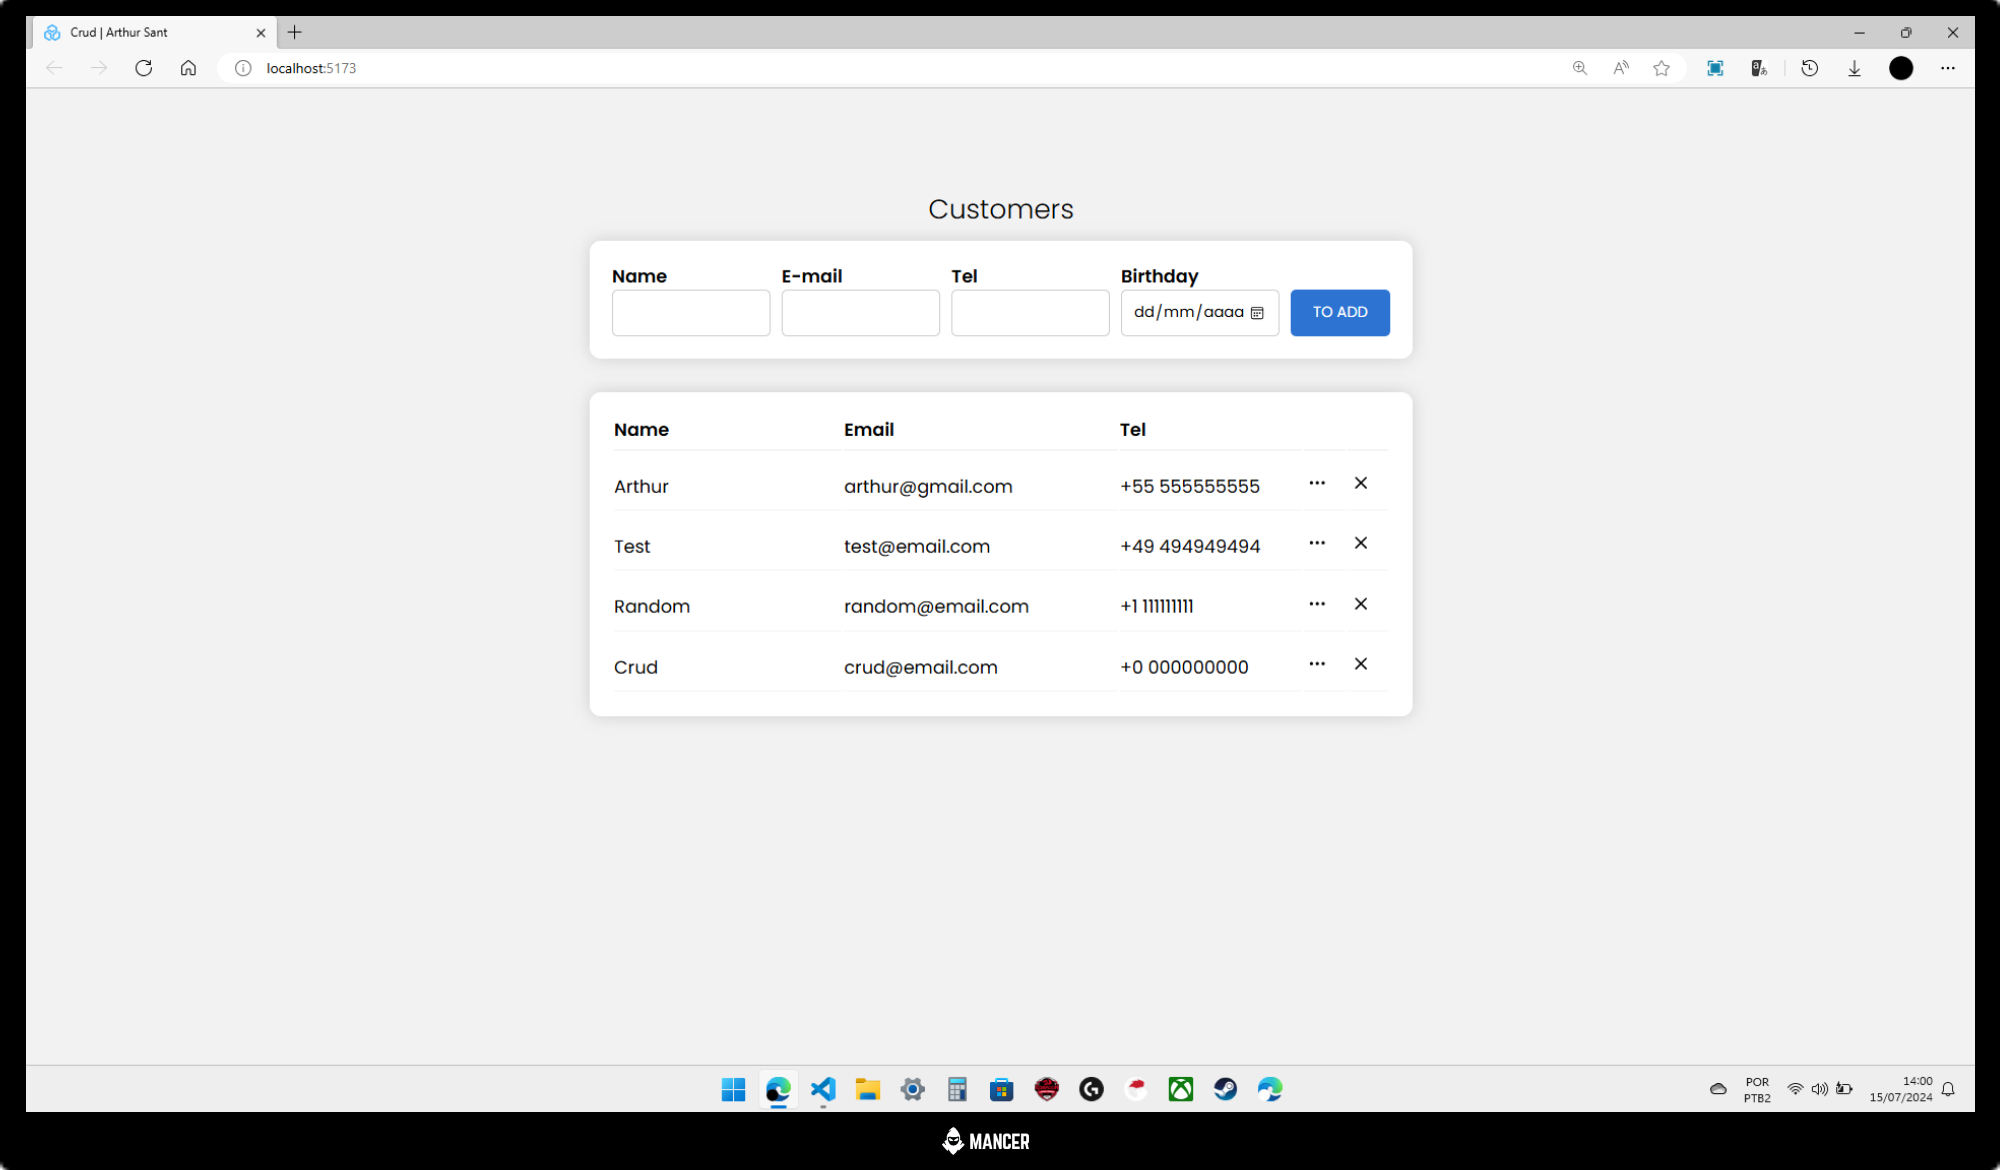 Crud | Arthur Sant
localhost:5173
Customers
Name E-mail Tel Birthday
dd/mm/aaaa TO ADD
Name Email Tel
Arthur arthur@gmail.com +55 555555555
Test test@email.com +49 494949494
Random random@email.com +1 111111111
Crud crud@email.com +0 000000000
POR 14:00
PTB2 15/07/2024
MANCER